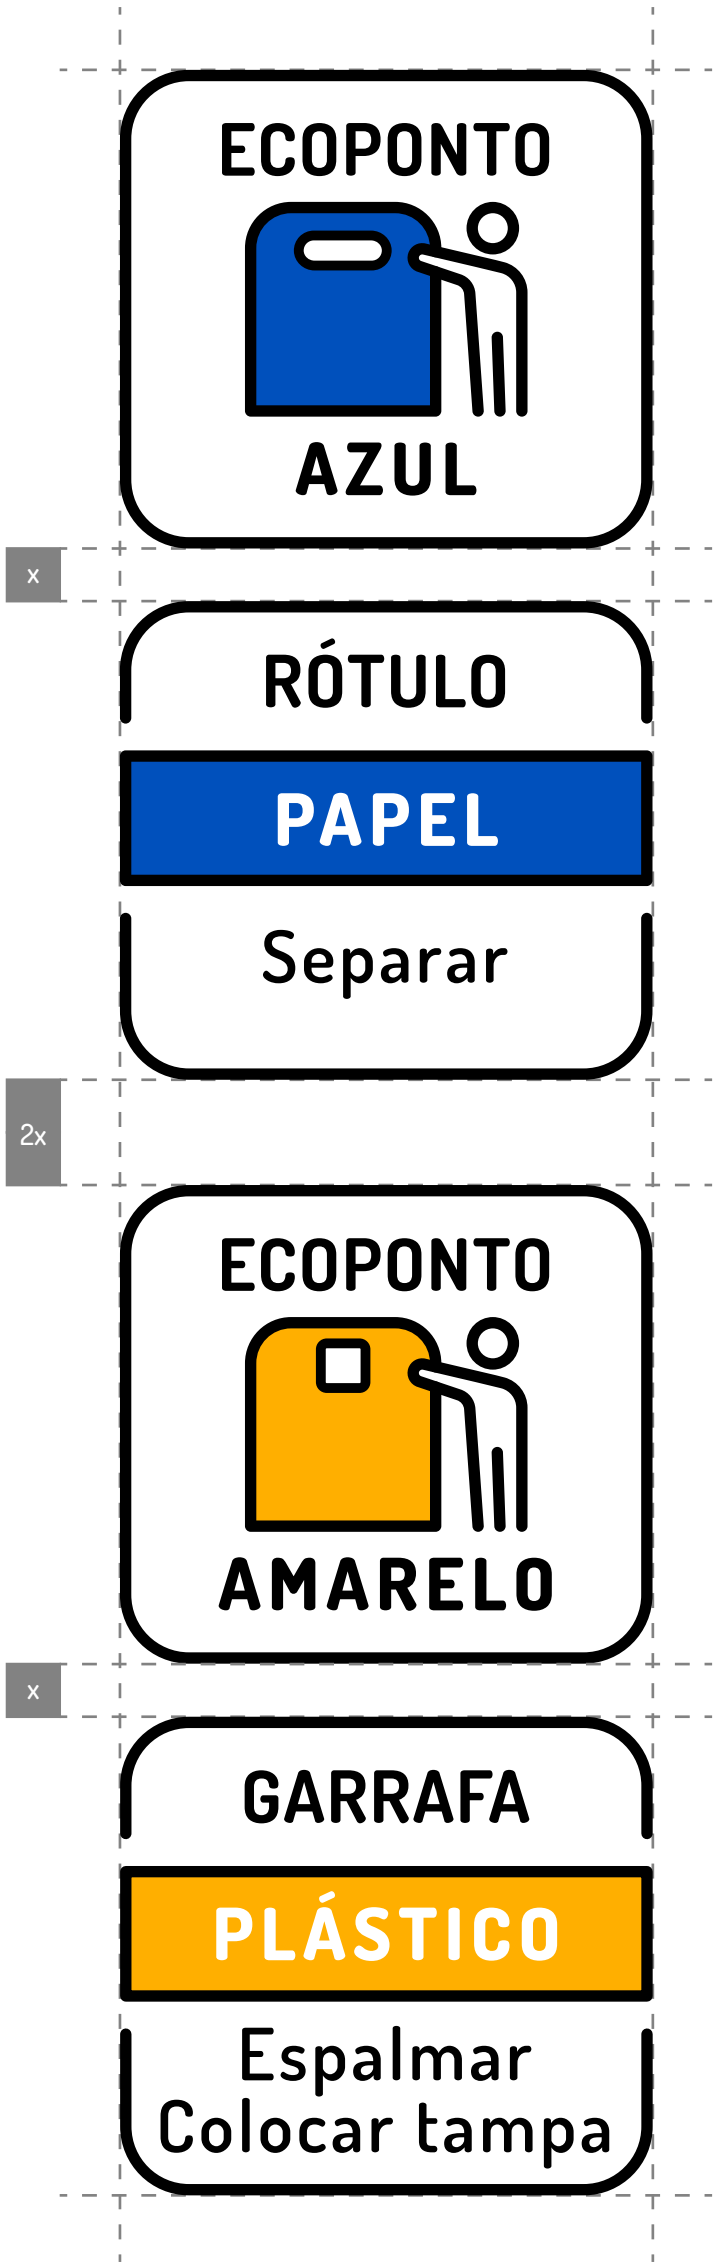 ECOPONTO
AZUL
x
RÓTULO
PAPEL
Separar
2x
ECOPONTO
AMARELO
x
GARRAFA
PLÁSTICO
Espalmar
Colocar tampa